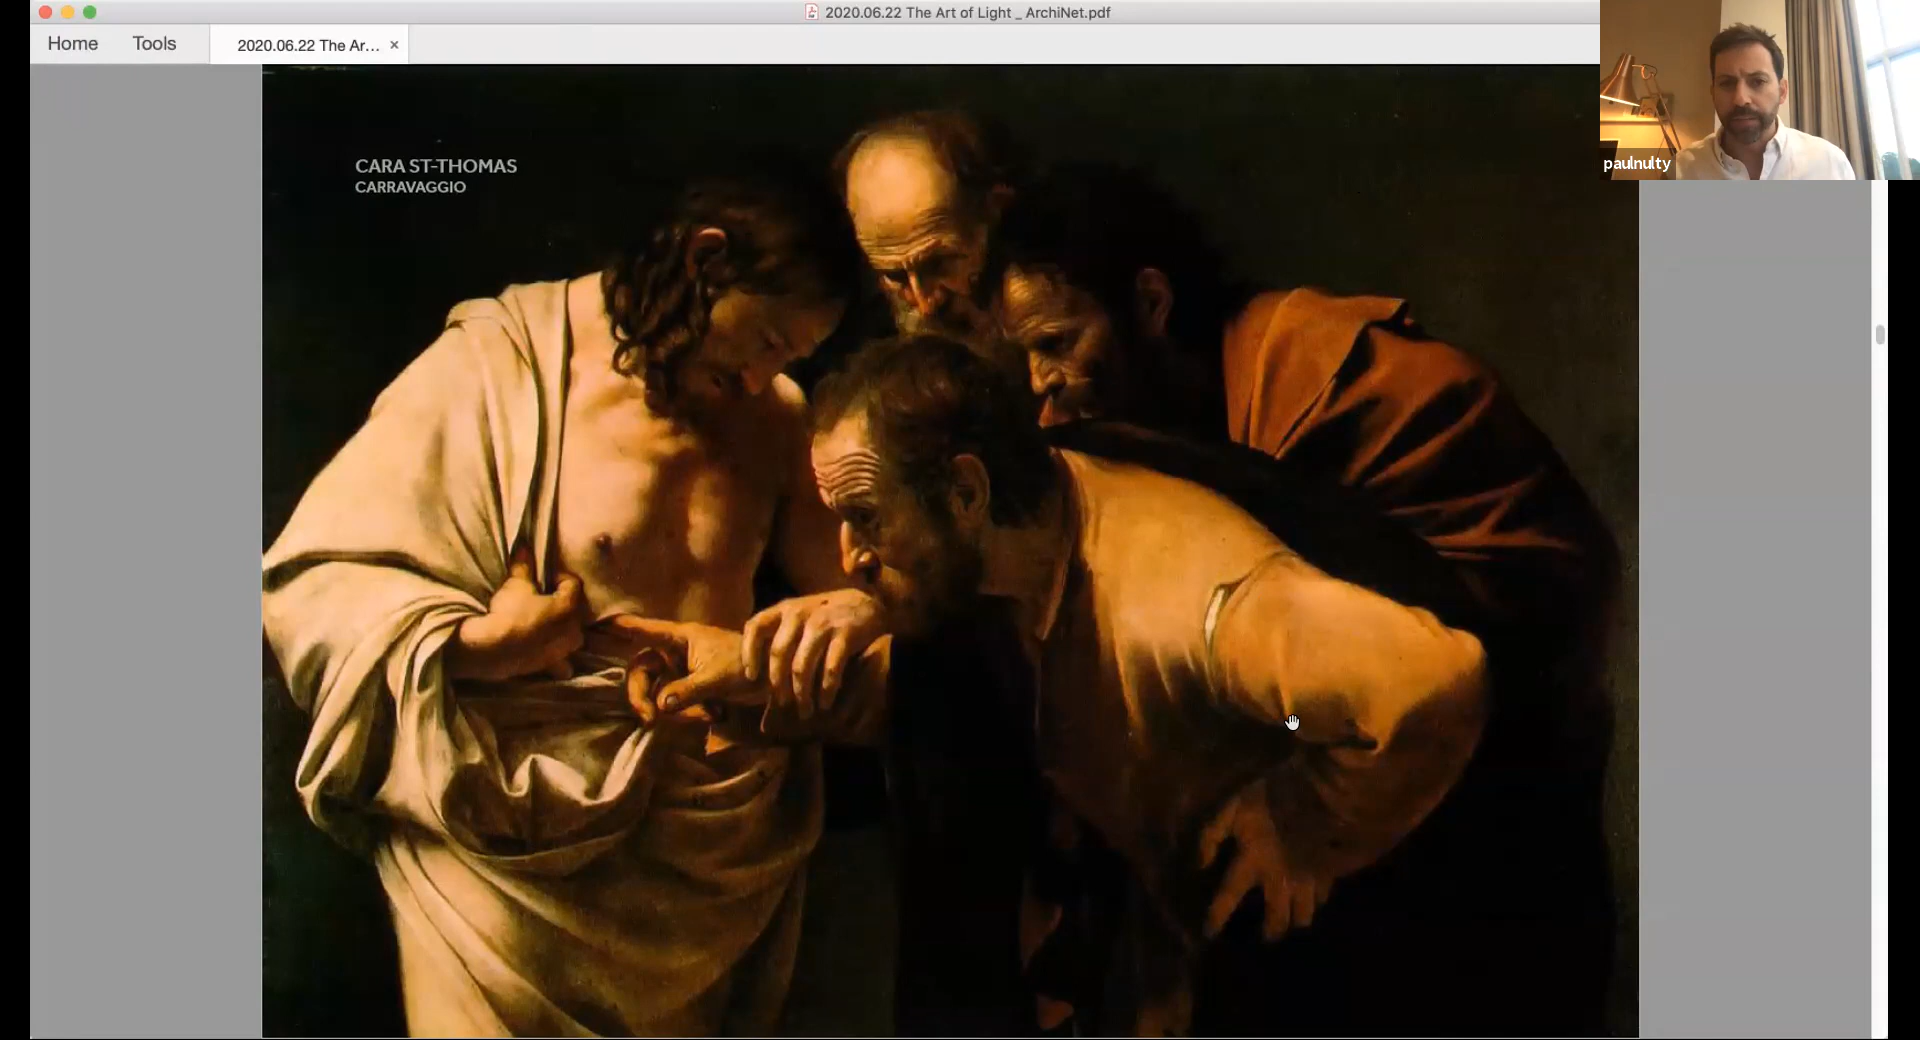 2020.06.22 The Art of Light _ ArchiNet.pdf
Home Tools 2020.06.22 The Ar... ×
paulnulty
CARA ST-THOMAS
CARRAVAGGIO